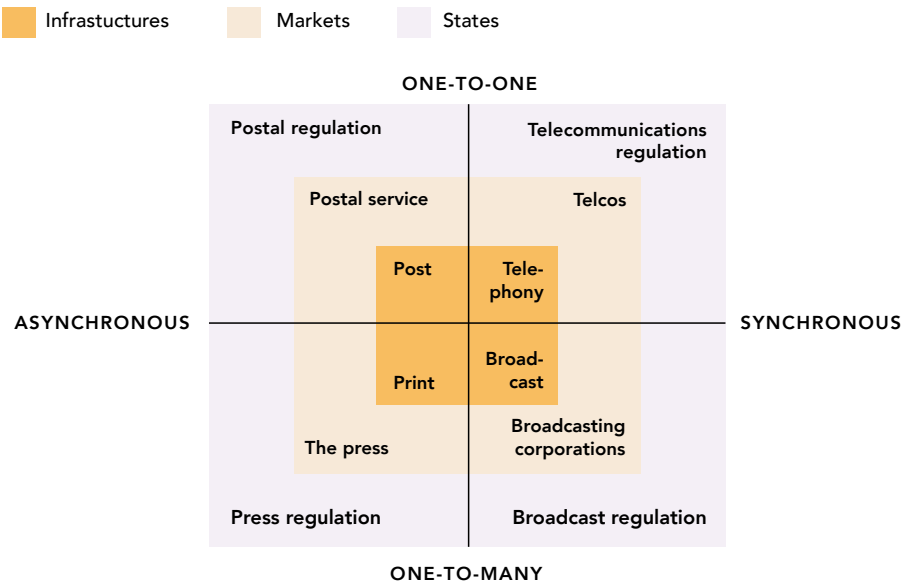 Infrastuctures
Markets
States
ONE-TO-ONE
Postal regulation
Telecommunications
regulation
Postal service
Telcos
Post
Tele-
phony
ASYNCHRONOUS
SYNCHRONOUS
Print
Broad-
cast
The press
Broadcasting
corporations
Press regulation
Broadcast regulation
ONE-TO-MANY